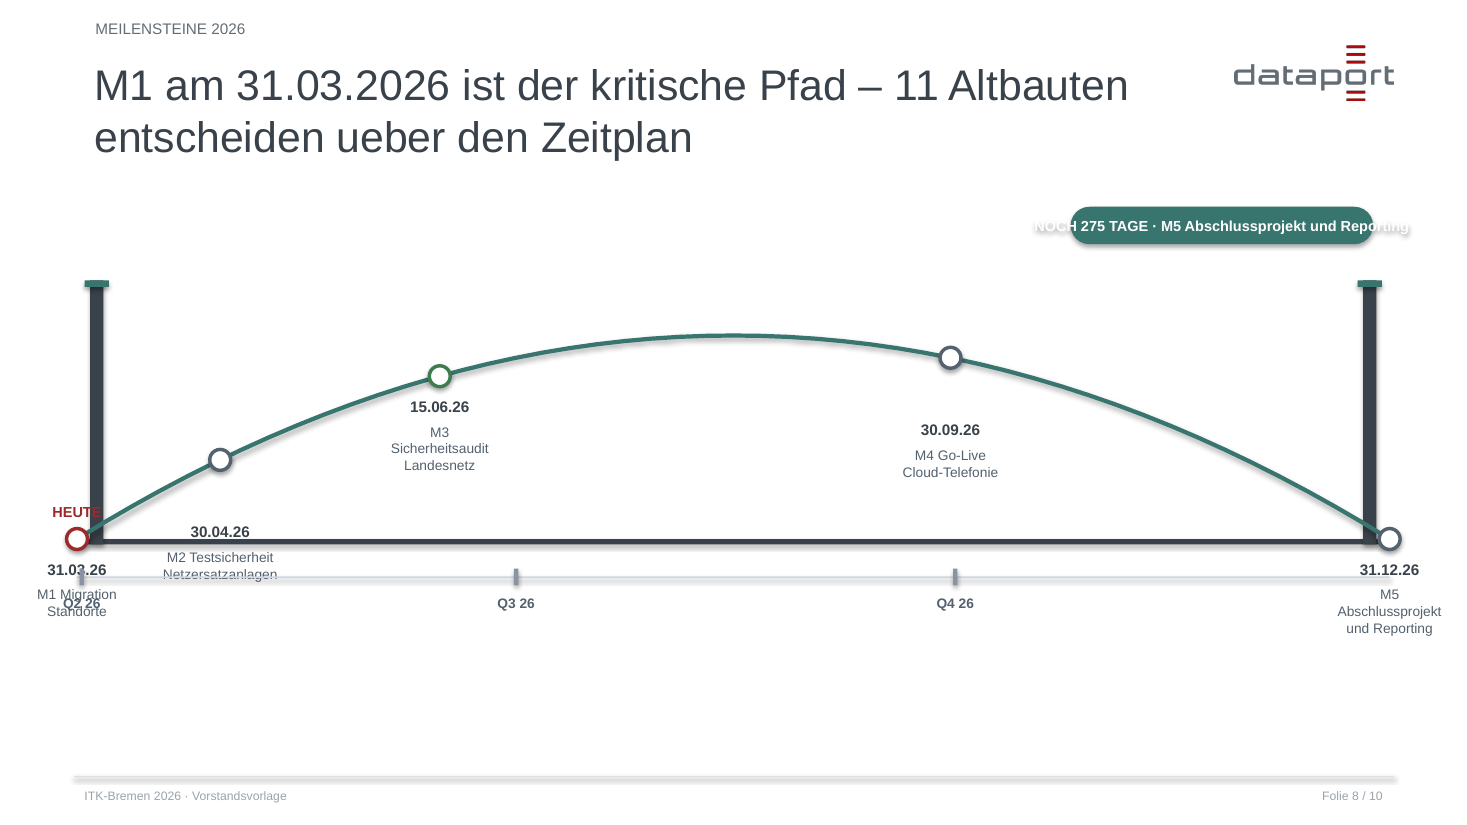 MEILENSTEINE 2026
M1 am 31.03.2026 ist der kritische Pfad – 11 Altbauten
entscheiden ueber den Zeitplan
dataport
NOCH 275 TAGE · M5 Abschlussprojekt und Reporting
15.06.26
M3
Sicherheitsaudit
Landesnetz
30.09.26
M4 Go-Live
Cloud-Telefonie
HEUTE
30.04.26
M2 Testsicherheit
Netzersatzanlagen
31.03.26
M1 Migration
Standorte
31.12.26
M5
Abschlussprojekt
und Reporting
Q2 26
Q3 26
Q4 26
ITK-Bremen 2026 · Vorstandsvorlage
Folie 8 / 10